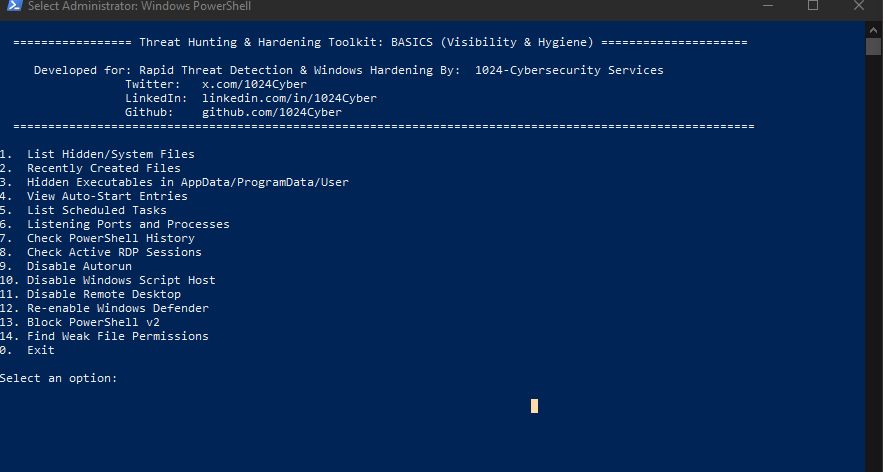 Select Administrator: Windows PowerShell
================= Threat Hunting & Hardening Toolkit: BASICS (Visibility & Hygiene) =====================
Developed for: Rapid Threat Detection & Windows Hardening By:  1024-Cybersecurity Services
Twitter:   x.com/1024Cyber
LinkedIn:  linkedin.com/in/1024Cyber
Github:    github.com/1024Cyber
==========================================================================================================
1.  List Hidden/System Files
2.  Recently Created Files
3.  Hidden Executables in AppData/ProgramData/User
4.  View Auto-Start Entries
5.  List Scheduled Tasks
6.  Listening Ports and Processes
7.  Check PowerShell History
8.  Check Active RDP Sessions
9.  Disable Autorun
10. Disable Windows Script Host
11. Disable Remote Desktop
12. Re-enable Windows Defender
13. Block PowerShell v2
14. Find Weak File Permissions
0.  Exit
Select an option: